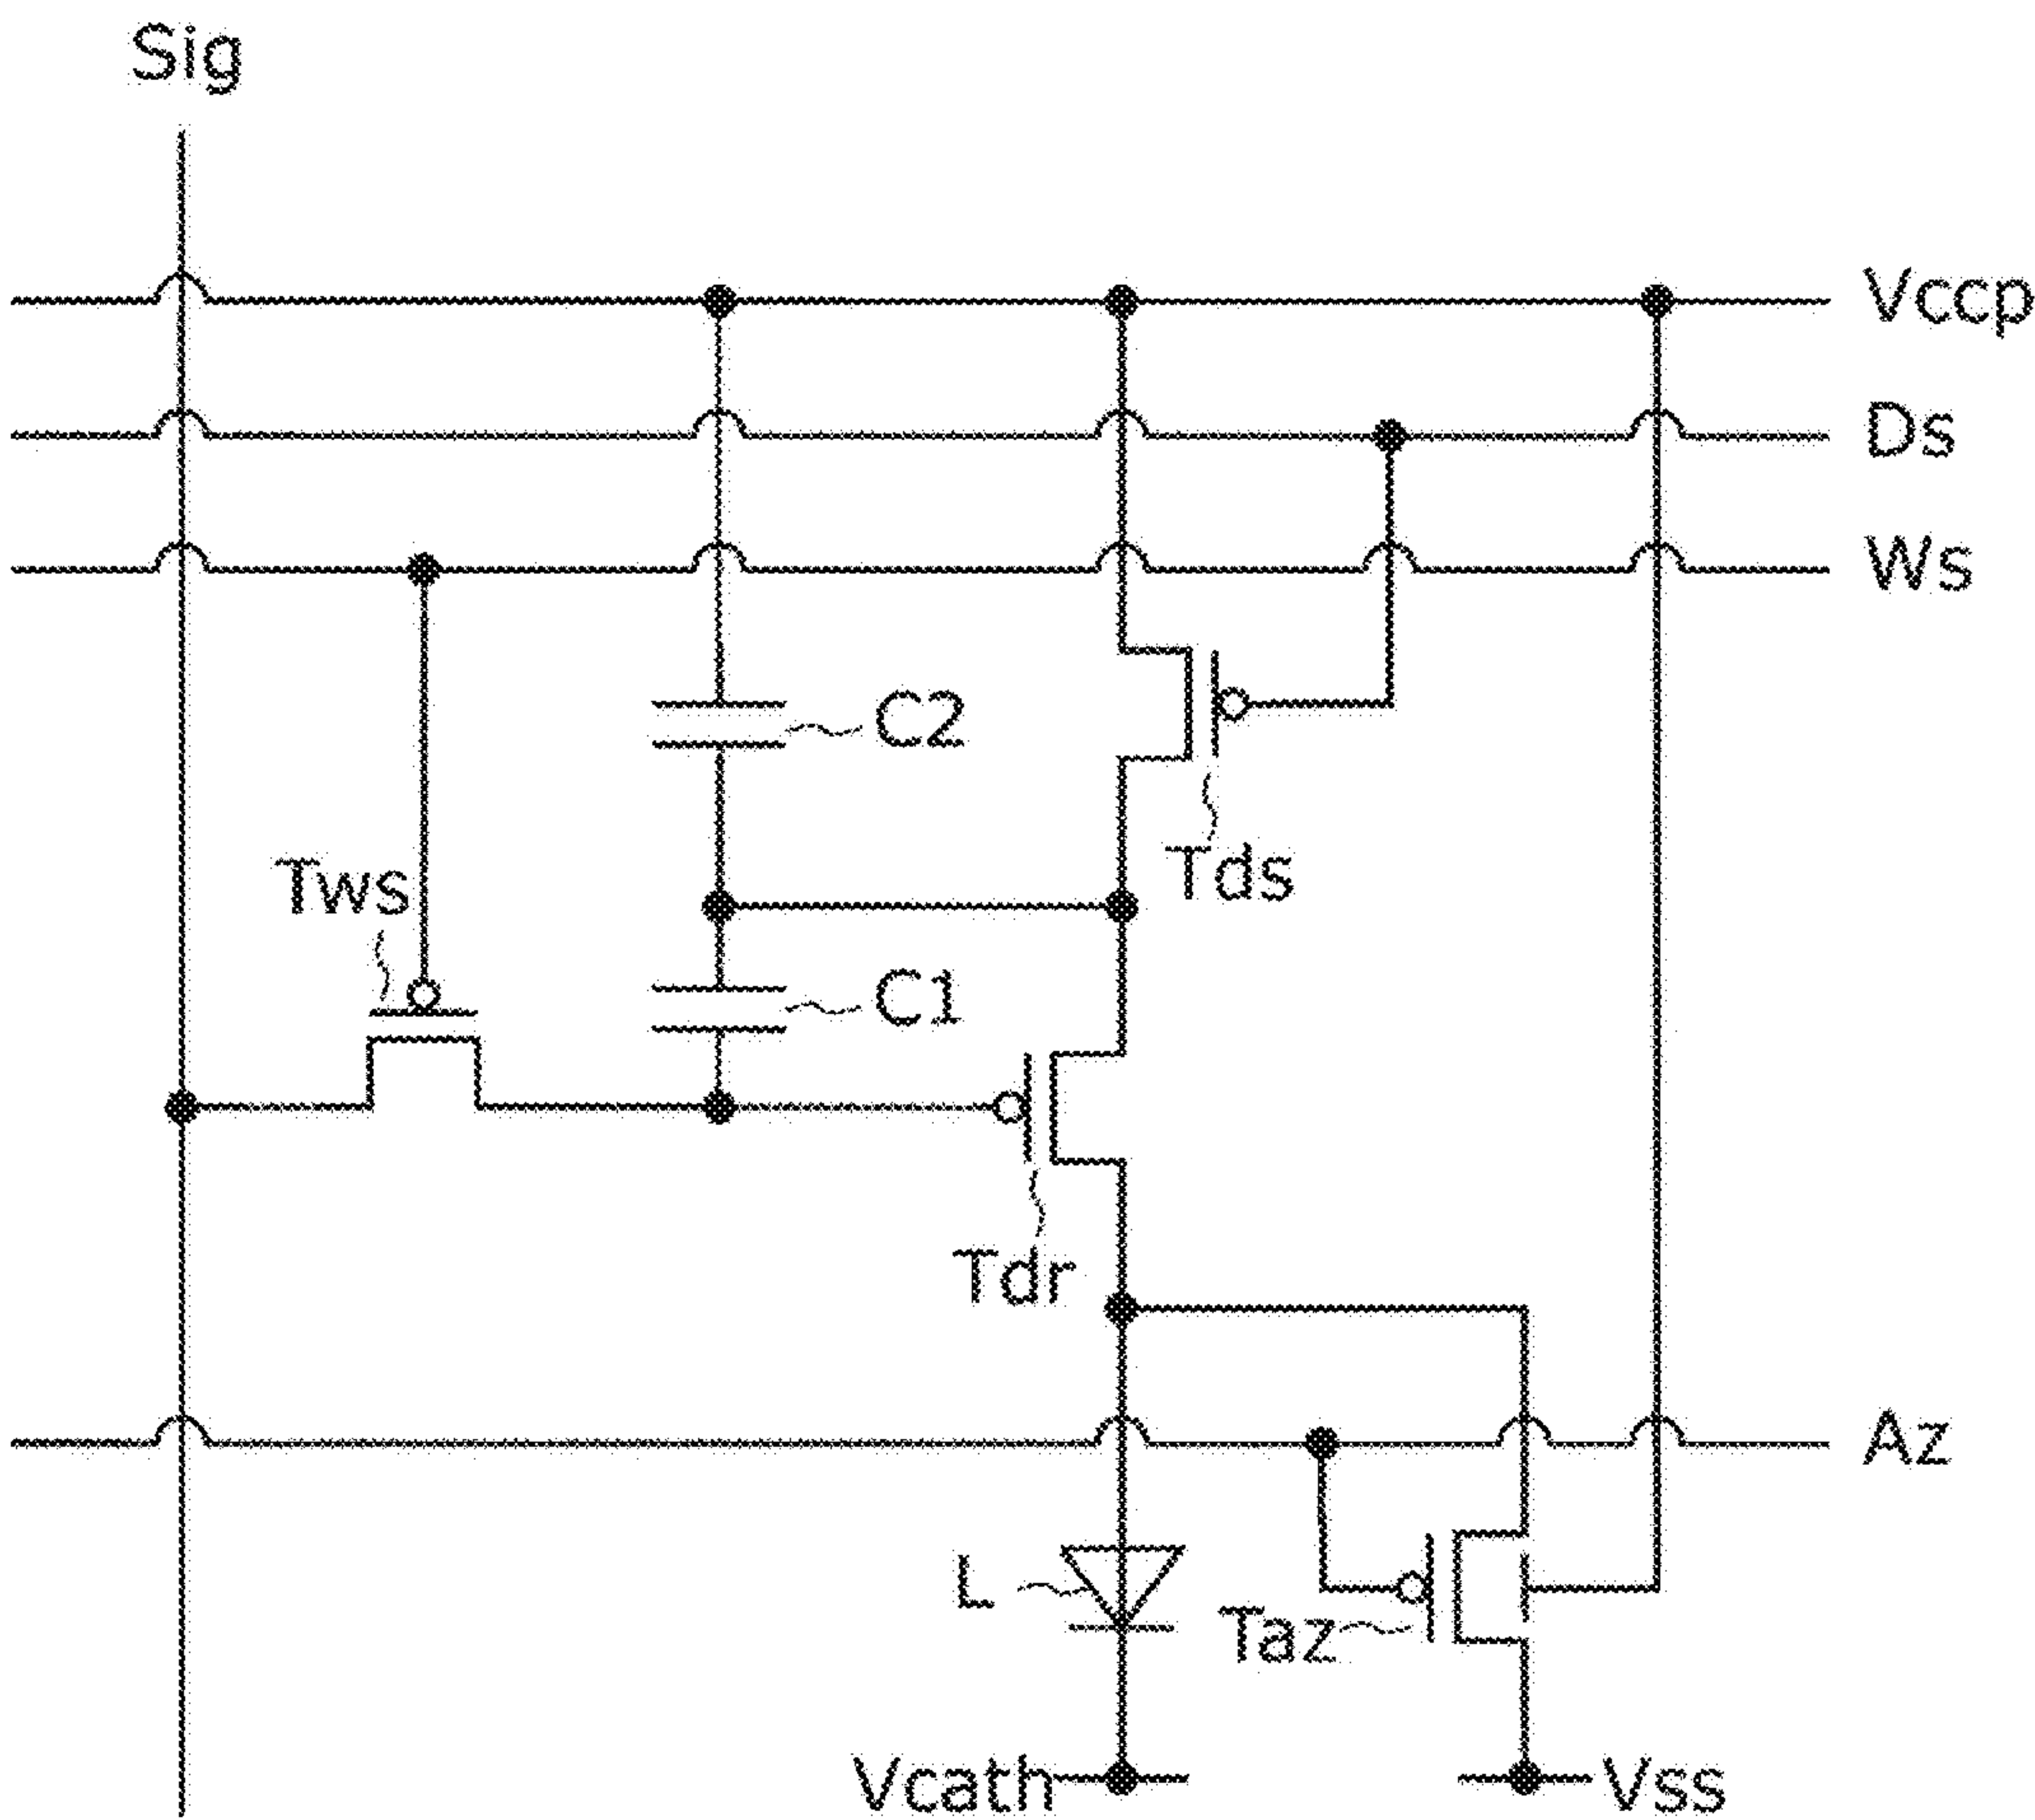 Sig
Vccp
Ds
Ws
C2
Tds
Tws
C1
Tdr
Az
L
Taz
Vcath
Vss